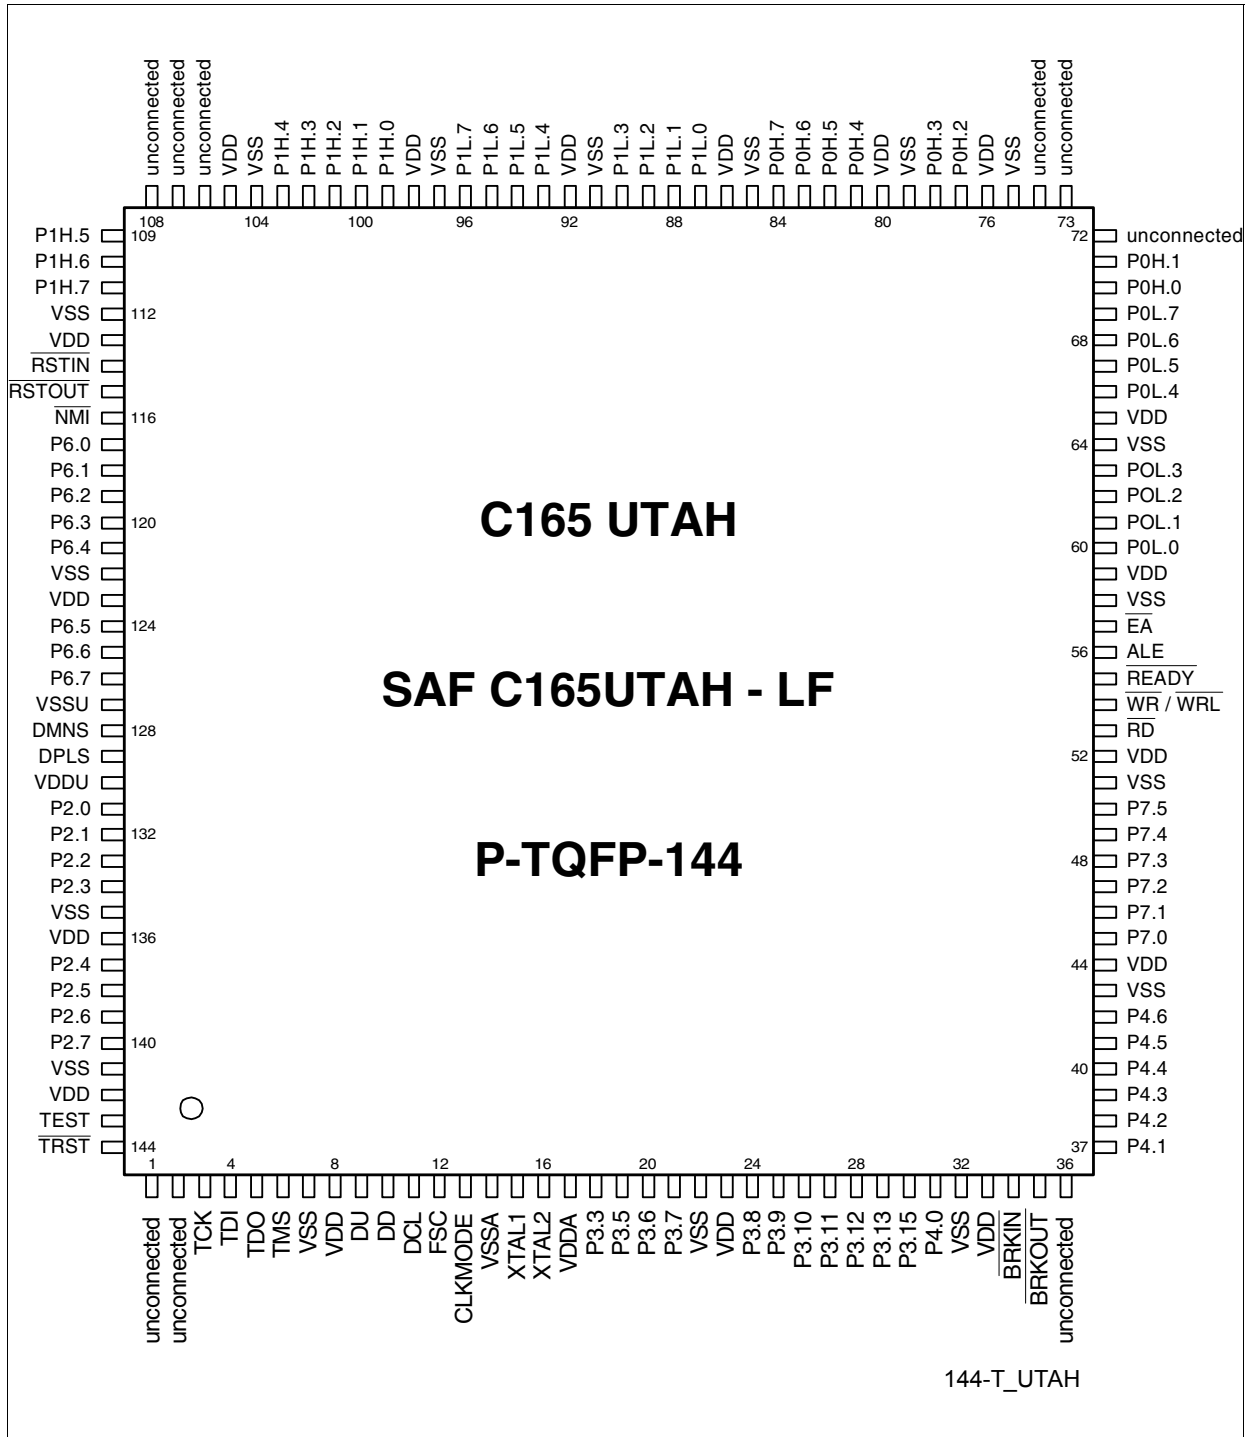 unconnected
unconnected
unconnected
VDD
VSS
P1H.4
P1H.3
P1H.2
P1H.1
P1H.0
VDD
VSS
P1L.7
P1L.6
P1L.5
P1L.4
VDD
VSS
P1L.3
P1L.2
P1L.1
P1L.0
VDD
VSS
P0H.7
P0H.6
P0H.5
P0H.4
VDD
VSS
P0H.3
P0H.2
VDD
VSS
unconnected
unconnected
108 104 100 96 92 88 84 80 76 73
P1H.5 109 72 unconnected
P1H.6 P0H.1
P1H.7 P0H.0
VSS 112 P0L.7
VDD 68 P0L.6
RSTIN P0L.5
RSTOUT P0L.4
NMI 116 VDD
P6.0 64 VSS
P6.1 POL.3
P6.2 POL.2
P6.3 120 POL.1
P6.4 60 P0L.0
VSS VDD
VDD VSS
P6.5 124 EA
P6.6 56 ALE
P6.7 READY
VSSU WR / WRL
DMNS 128 RD
DPLS 52 VDD
VDDU VSS
P2.0 P7.5
P2.1 132 P7.4
P2.2 48 P7.3
P2.3 P7.2
VSS P7.1
VDD 136 P7.0
P2.4 44 VDD
P2.5 VSS
P2.6 P4.6
P2.7 140 P4.5
VSS 40 P4.4
VDD P4.3
TEST P4.2
TRST 144 37 P4.1
C165 UTAH
SAF C165UTAH - LF
P-TQFP-144
1 4 8 12 16 20 24 28 32 36
unconnected
unconnected
TCK
TDI
TDO
TMS
VSS
VDD
DU
DD
DCL
FSC
CLKMODE
VSSA
XTAL1
XTAL2
VDDA
P3.3
P3.5
P3.6
P3.7
VSS
VDD
P3.8
P3.9
P3.10
P3.11
P3.12
P3.13
P3.15
P4.0
VSS
VDD
BRKIN
BRKOUT
unconnected
144-T_UTAH